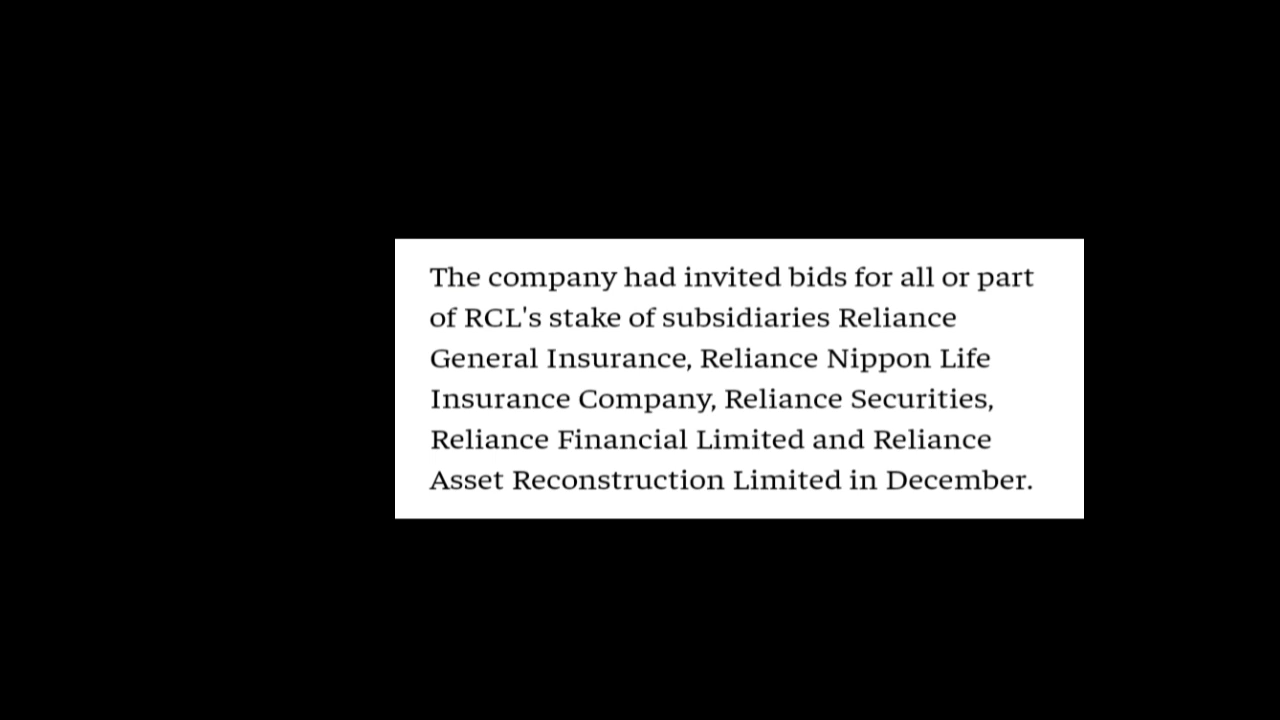 The company had invited bids for all or part
of RCL's stake of subsidiaries Reliance
General Insurance, Reliance Nippon Life
Insurance Company, Reliance Securities,
Reliance Financial Limited and Reliance
Asset Reconstruction Limited in December.